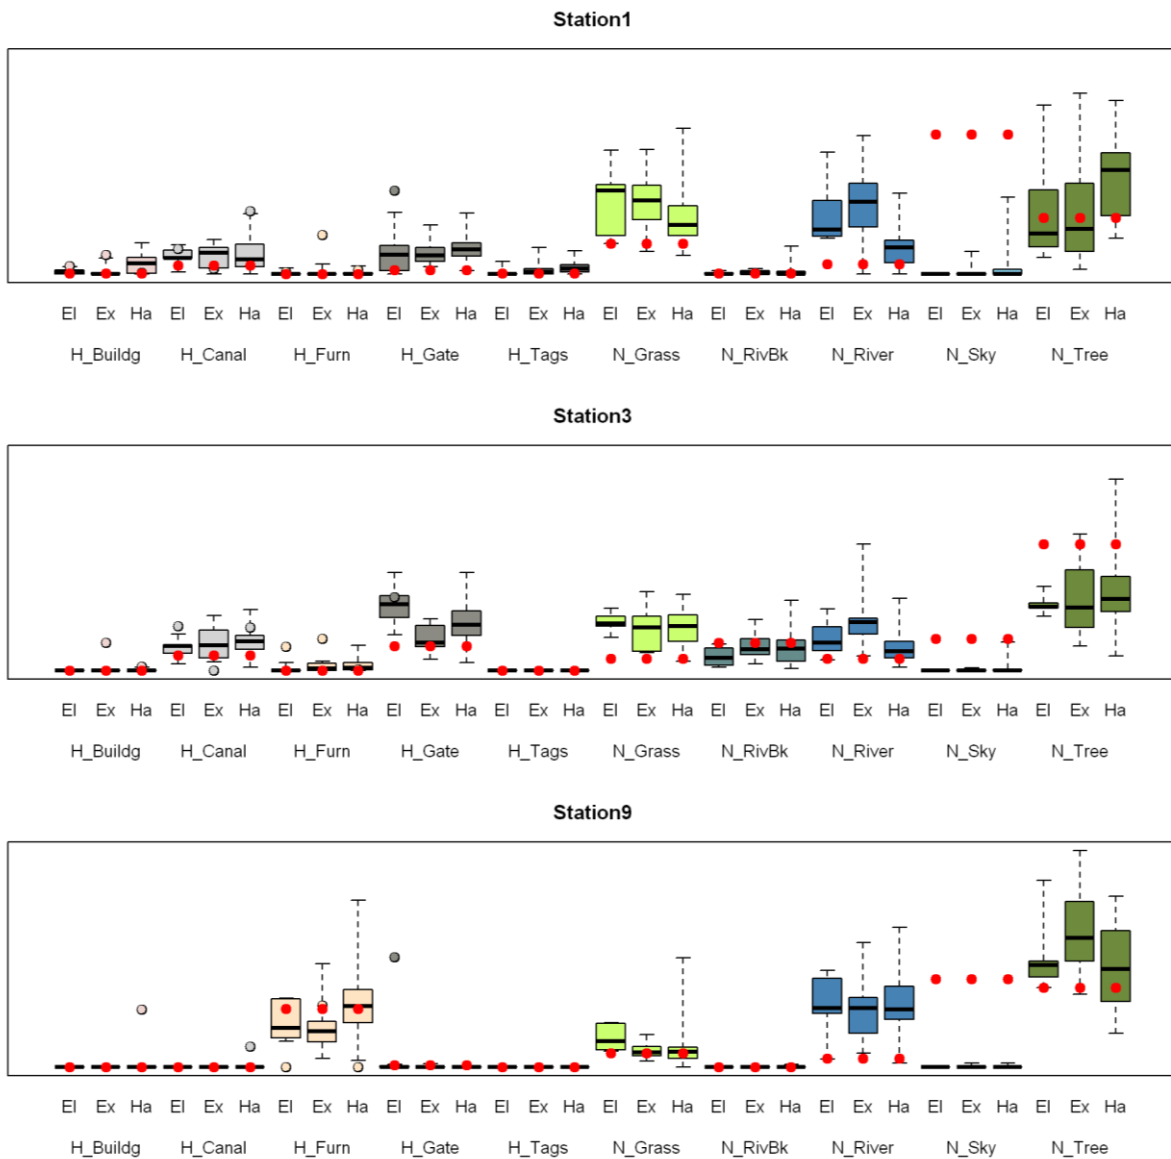 Station1
El Ex Ha El Ex Ha El Ex Ha El Ex Ha El Ex Ha El Ex Ha El Ex Ha El Ex Ha El Ex Ha El Ex Ha
H_Buildg H_Canal H_Furn H_Gate H_Tags N_Grass N_RivBk N_River N_Sky N_Tree
Station3
El Ex Ha El Ex Ha El Ex Ha El Ex Ha El Ex Ha El Ex Ha El Ex Ha El Ex Ha El Ex Ha El Ex Ha
H_Buildg H_Canal H_Furn H_Gate H_Tags N_Grass N_RivBk N_River N_Sky N_Tree
Station9
El Ex Ha El Ex Ha El Ex Ha El Ex Ha El Ex Ha El Ex Ha El Ex Ha El Ex Ha El Ex Ha El Ex Ha
H_Buildg H_Canal H_Furn H_Gate H_Tags N_Grass N_RivBk N_River N_Sky N_Tree